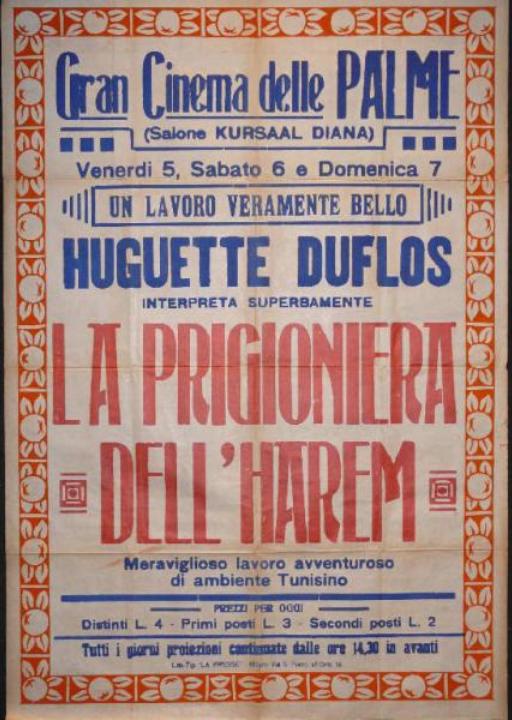 Gran Cinema delle PALME
(Salone KURSAAL DIANA)
Venerdi 5, Sabato 6 e Domenica 7
UN LAVORO VERAMENTE BELLO
HUGUETTE DUFLOS
INTERPRETA SUPERBAMENTE
LA PRIGIONIERA
DELL'HAREM
Meraviglioso lavoro avventuroso
di ambiente Tunisino
PREZZI PER OGGI
Distinti L. 4 - Primi posti L. 3 - Secondi posti L. 2
Tutti i giorni proiezioni continuate dalle ore 14,30 in avanti